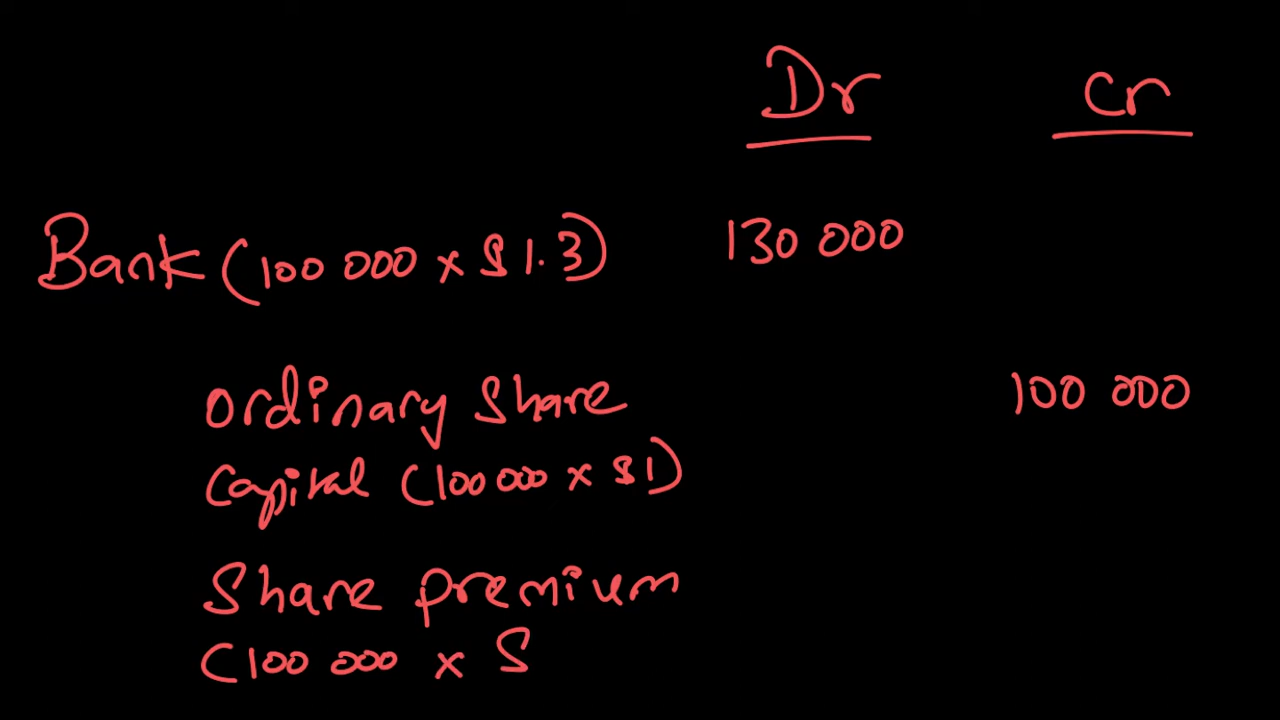 Dr Cr
Bank (100 000 x $1.3) 130 000
Ordinary Share 100 000
Capital (100 000 x $1)
Share premium
(100 000 x $